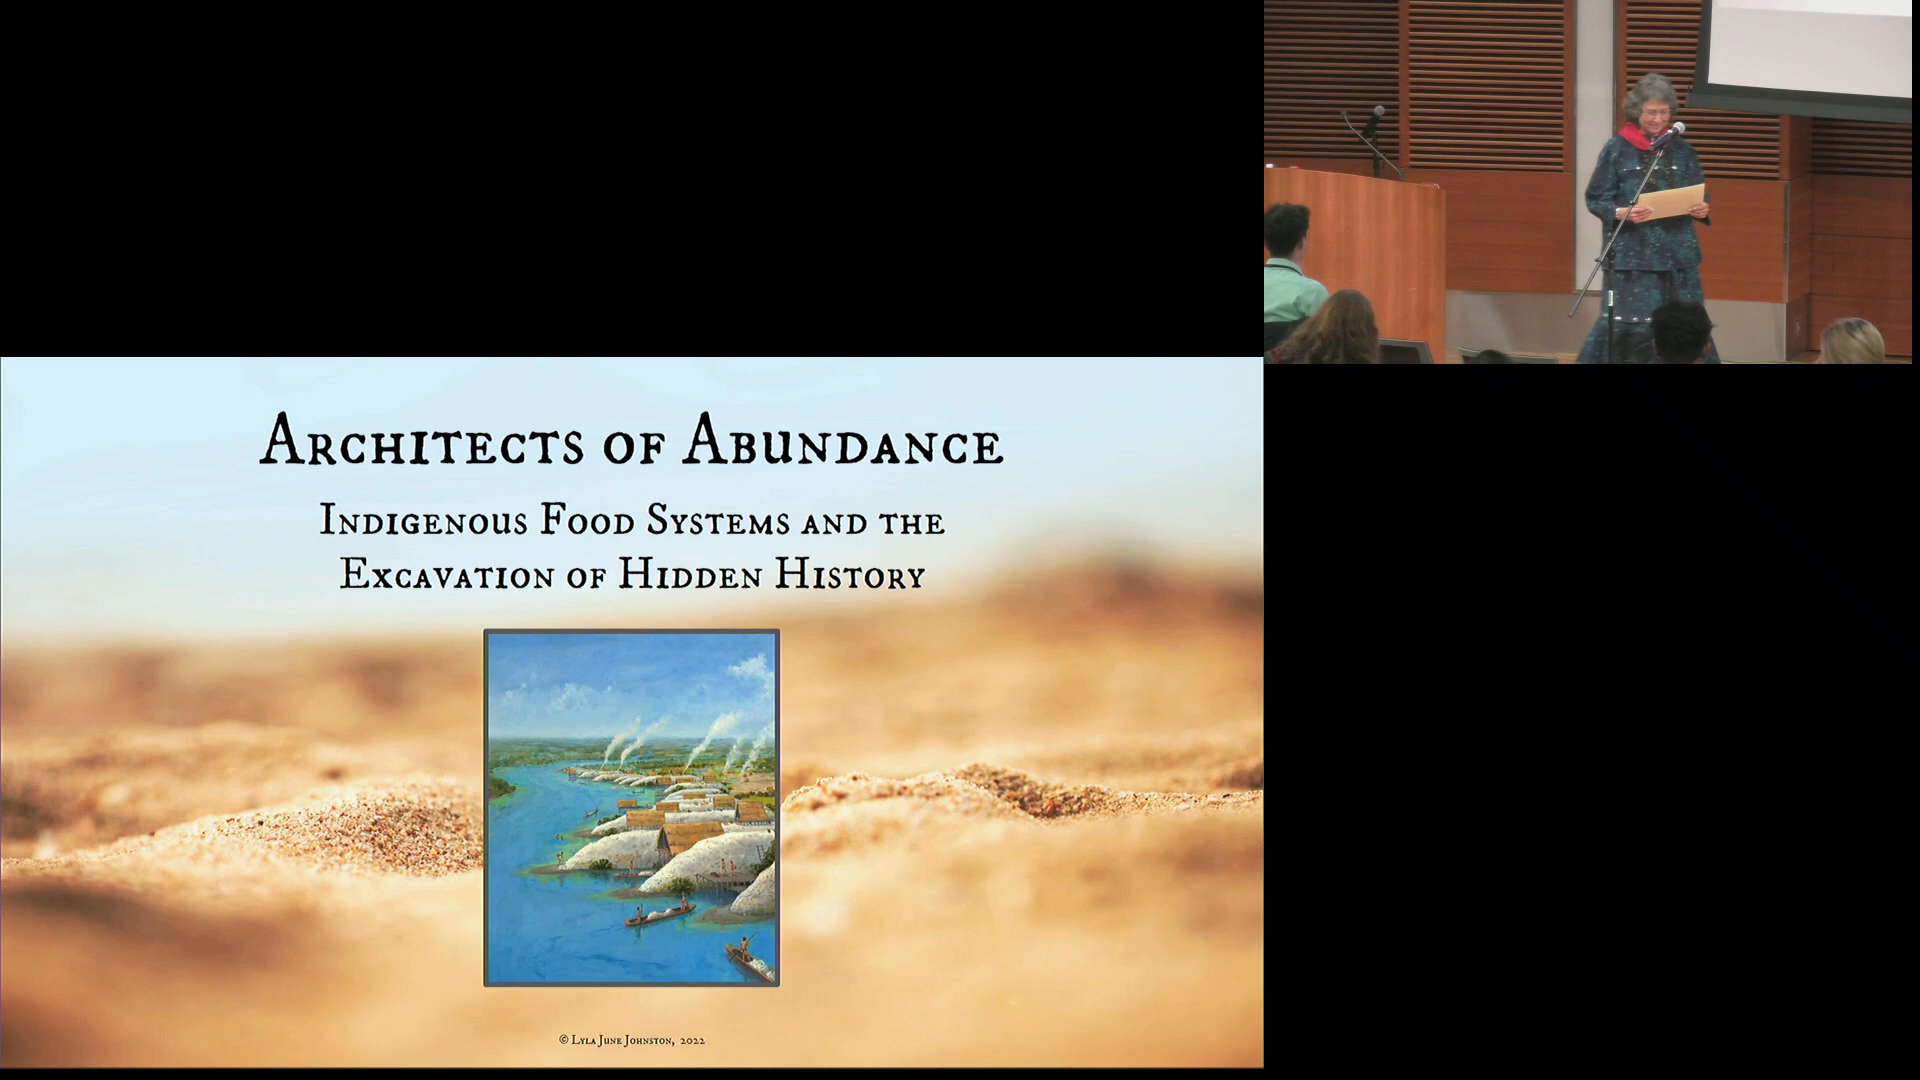 Architects of Abundance
Indigenous Food Systems and the
Excavation of Hidden History
© Lyla June Johnston, 2022